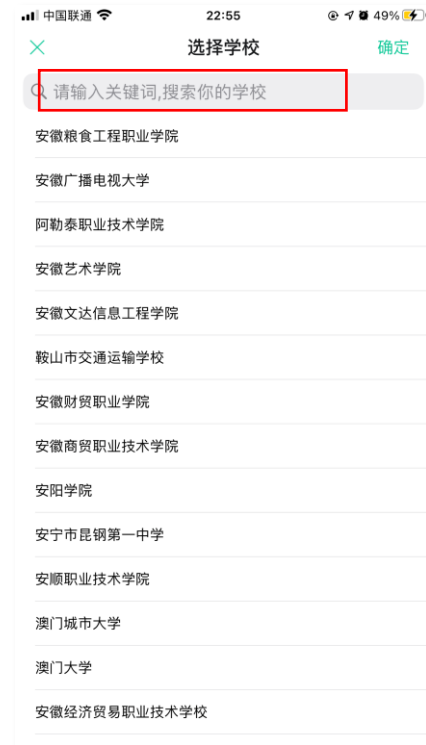 中国联通 22:55 49%
选择学校 确定
请输入关键词,搜索你的学校
安徽粮食工程职业学院
安徽广播电视大学
阿勒泰职业技术学院
安徽艺术学院
安徽文达信息工程学院
鞍山市交通运输学校
安徽财贸职业学院
安徽商贸职业技术学院
安阳学院
安宁市昆钢第一中学
安顺职业技术学院
澳门城市大学
澳门大学
安徽经济贸易职业技术学校